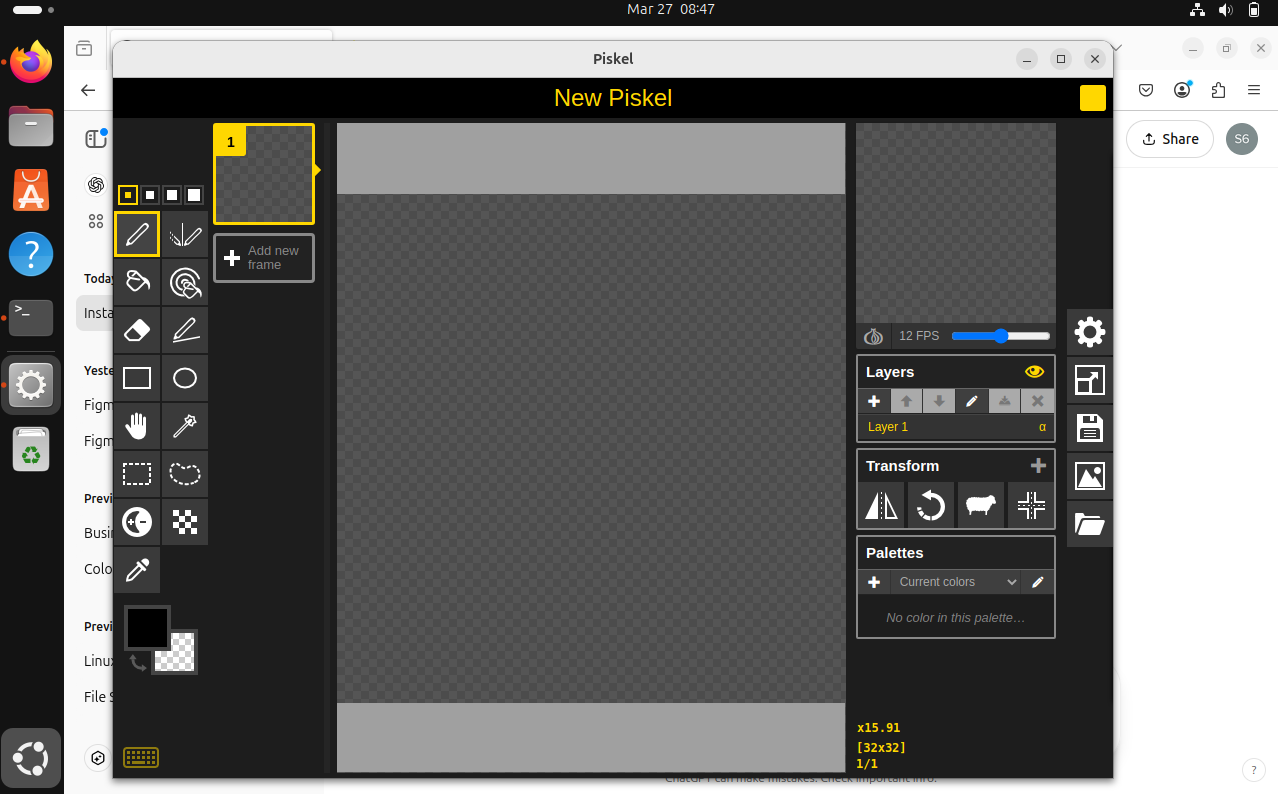 Mar 27 08:47
Piskel
New Piskel
Share
S6
1
Add new
frame
12 FPS
Layers
Layer 1
α
Transform
Palettes
Current colors
No color in this palette…
x15.91
[32x32]
1/1
Today
Insta
Yeste
Figm
Figm
Previ
Busi
Colo
Previ
Linux
File S
ChatGPT can make mistakes. Check important info.
?